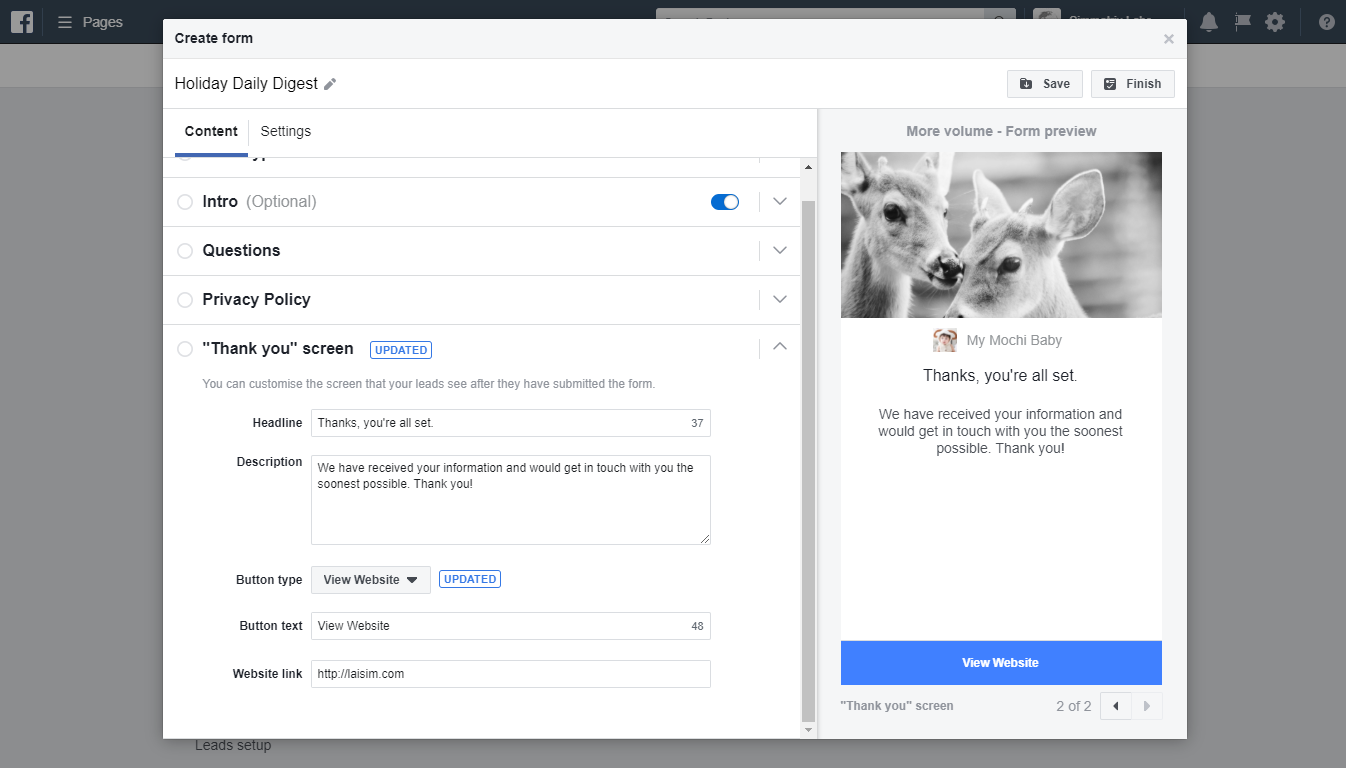 Pages
Create form
Holiday Daily Digest
Save
Finish
Content
Settings
More volume - Form preview
Intro (Optional)
Questions
Privacy Policy
"Thank you" screen UPDATED
You can customise the screen that your leads see after they have submitted the form.
Headline
Thanks, you're all set.
37
Description
We have received your information and would get in touch with you the
soonest possible. Thank you!
Button type
View Website
UPDATED
Button text
View Website
48
Website link
http://laisim.com
My Mochi Baby
Thanks, you're all set.
We have received your information and
would get in touch with you the soonest
possible. Thank you!
View Website
"Thank you" screen
2 of 2
Leads setup